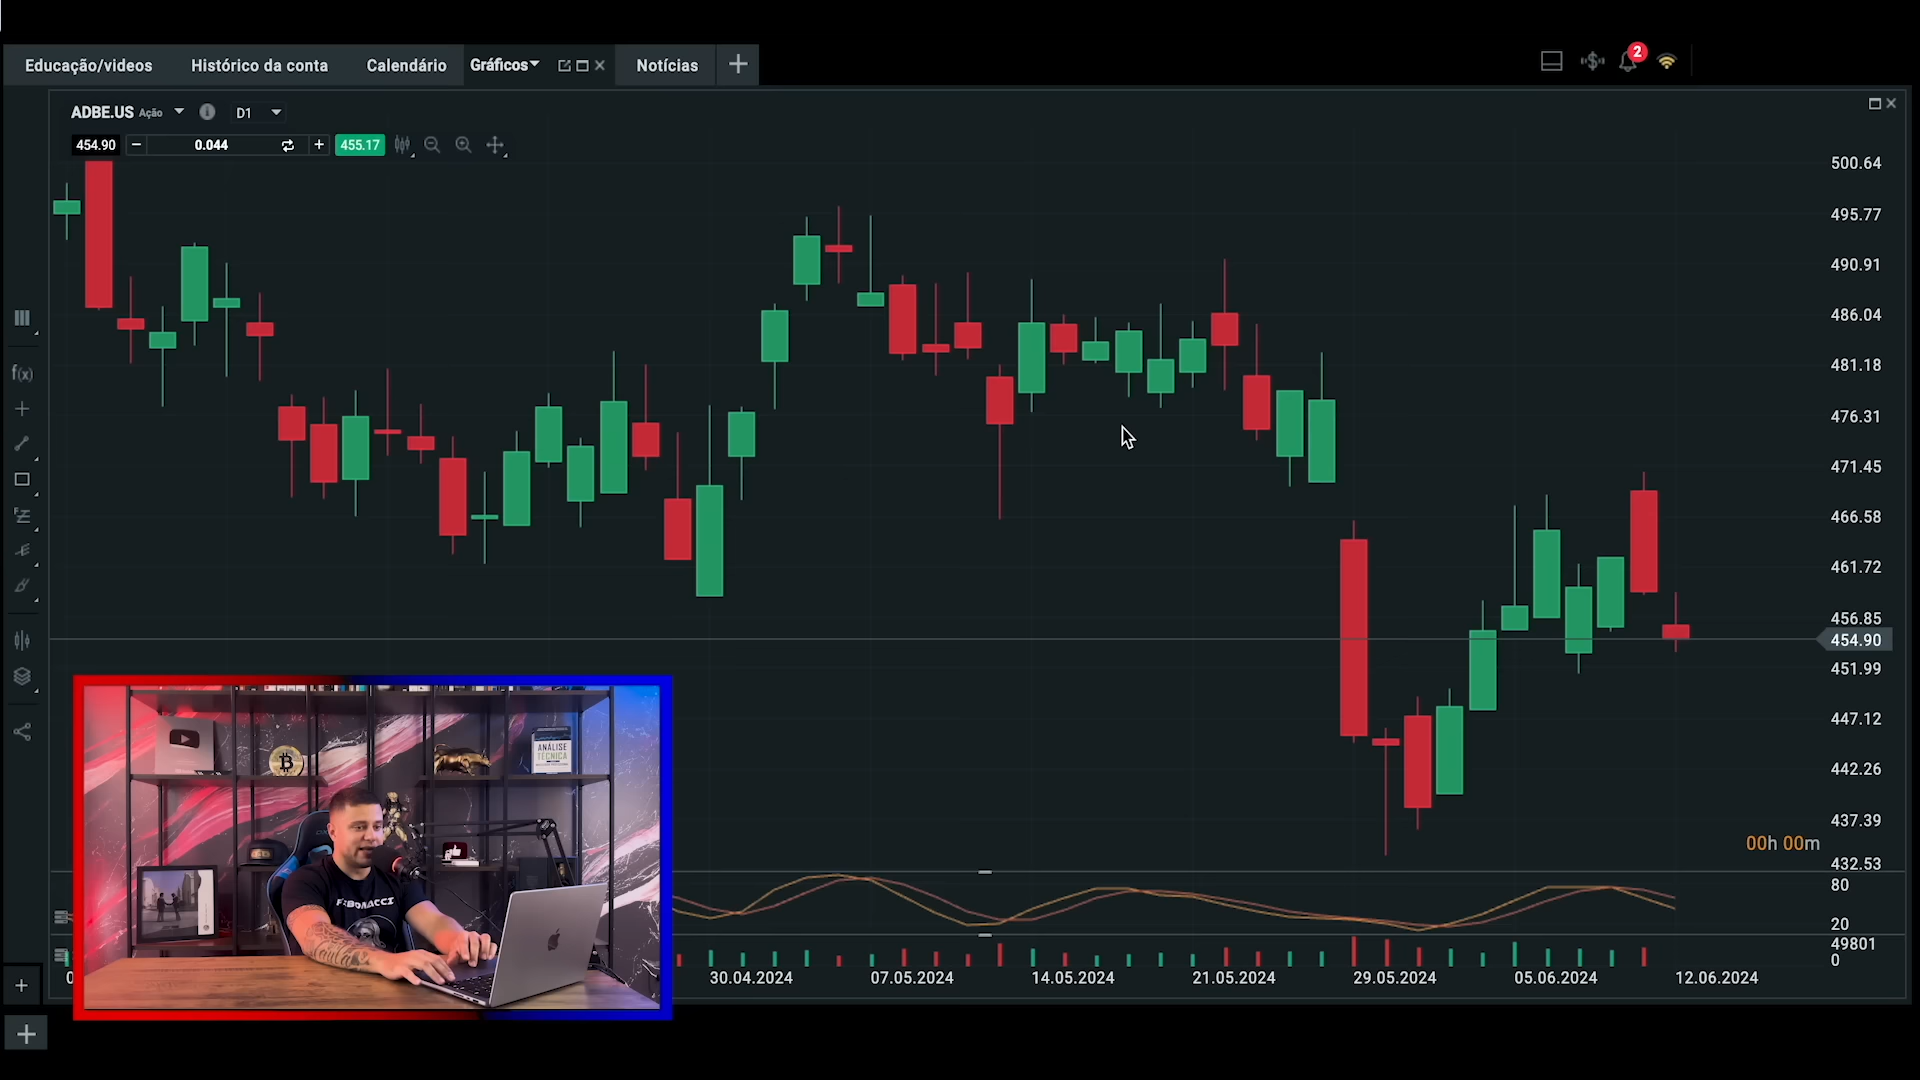 Educação/videos Histórico da conta Calendário Gráficos Notícias 2
ADBE.US Ação D1
454.90 0.044 455.17
500.64
495.77
490.91
486.04
481.18
476.31
471.45
466.58
461.72
456.85
454.90
451.99
447.12
442.26
437.39
00h 00m
432.53
80
20
49801
0
f(x)
30.04.2024 07.05.2024 14.05.2024 21.05.2024 29.05.2024 05.06.2024 12.06.2024
ANÁLISE
TÉCNICA